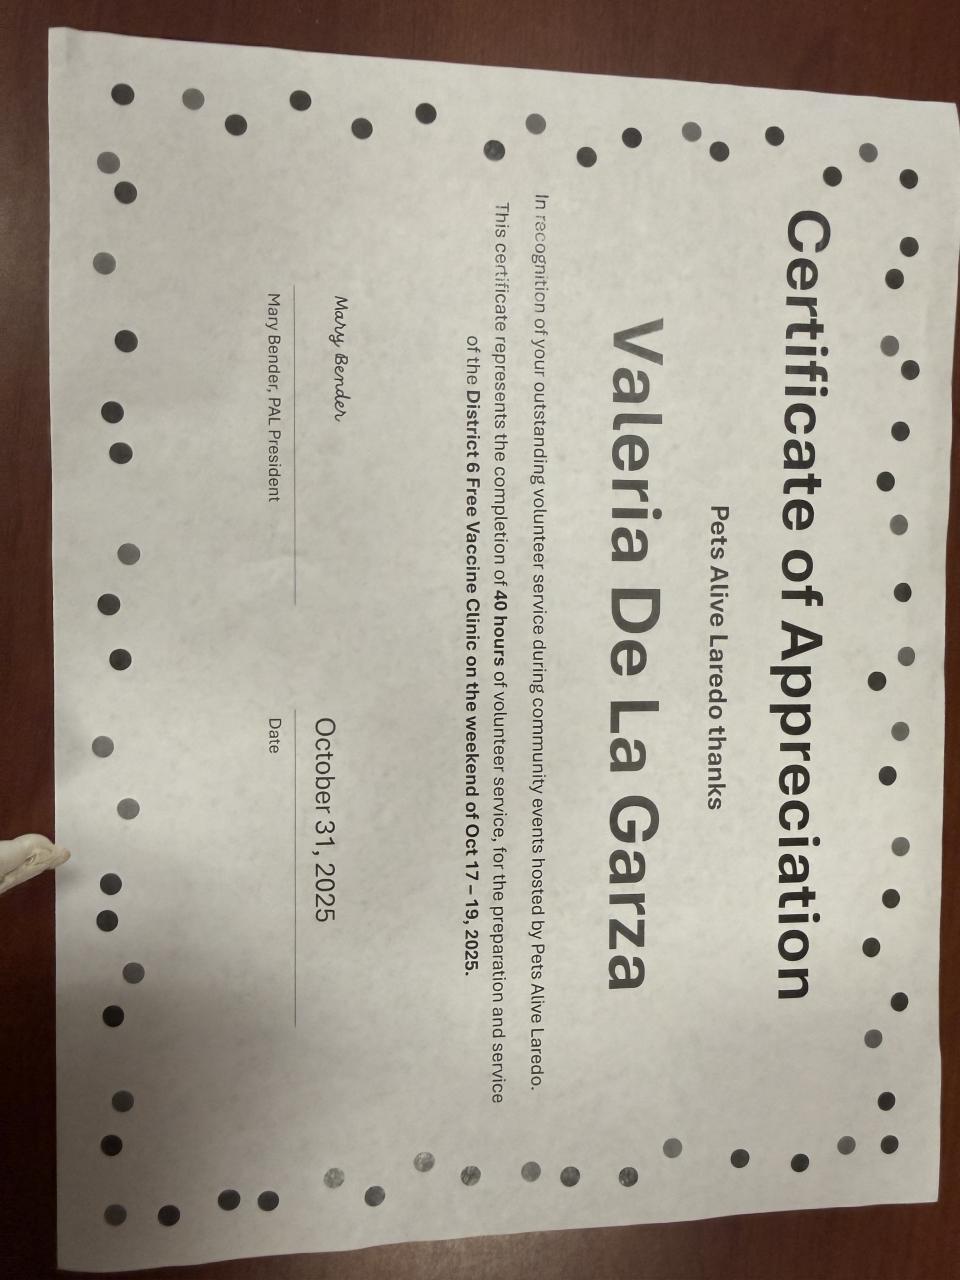 Certificate of Appreciation
Pets Alive Laredo thanks
Valeria De La Garza
In recognition of your outstanding volunteer service during community events hosted by Pets Alive Laredo.
This certificate represents the completion of 40 hours of volunteer service, for the preparation and service
of the District 6 Free Vaccine Clinic on the weekend of Oct 17 – 19, 2025.
Mary Bender
Mary Bender, PAL President
October 31, 2025
Date